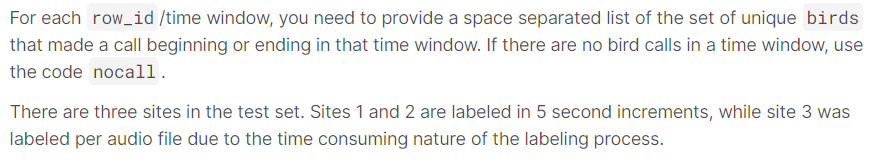 For each row_id /time window, you need to provide a space separated list of the set of unique birds
that made a call beginning or ending in that time window. If there are no bird calls in a time window, use
the code nocall .
There are three sites in the test set. Sites 1 and 2 are labeled in 5 second increments, while site 3 was
labeled per audio file due to the time consuming nature of the labeling process.